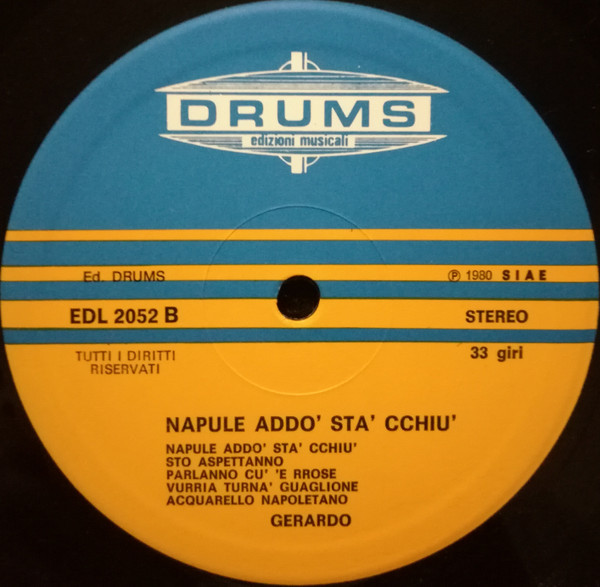 DRUMS
edizioni musicali
Ed. DRUMS
℗ 1980 SIAE
EDL 2052 B
STEREO
TUTTI I DIRITTI
RISERVATI
33 giri
NAPULE ADDO' STA' CCHIU'
NAPULE ADDO' STA' CCHIU'
STO ASPETTANNO
PARLANNO CU' 'E RROSE
VURRIA TURNA' GUAGLIONE
ACQUARELLO NAPOLETANO
GERARDO